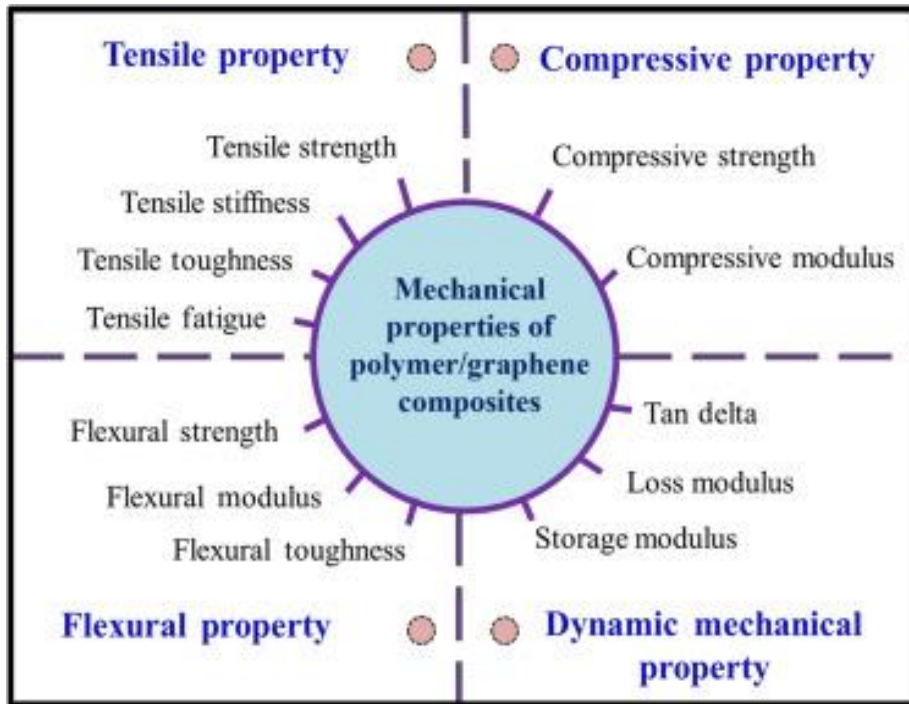 Tensile property
Compressive property
Tensile strength
Tensile stiffness
Tensile toughness
Tensile fatigue
Compressive strength
Compressive modulus
Mechanical
properties of
polymer/graphene
composites
Flexural strength
Flexural modulus
Flexural toughness
Tan delta
Loss modulus
Storage modulus
Flexural property
Dynamic mechanical
property